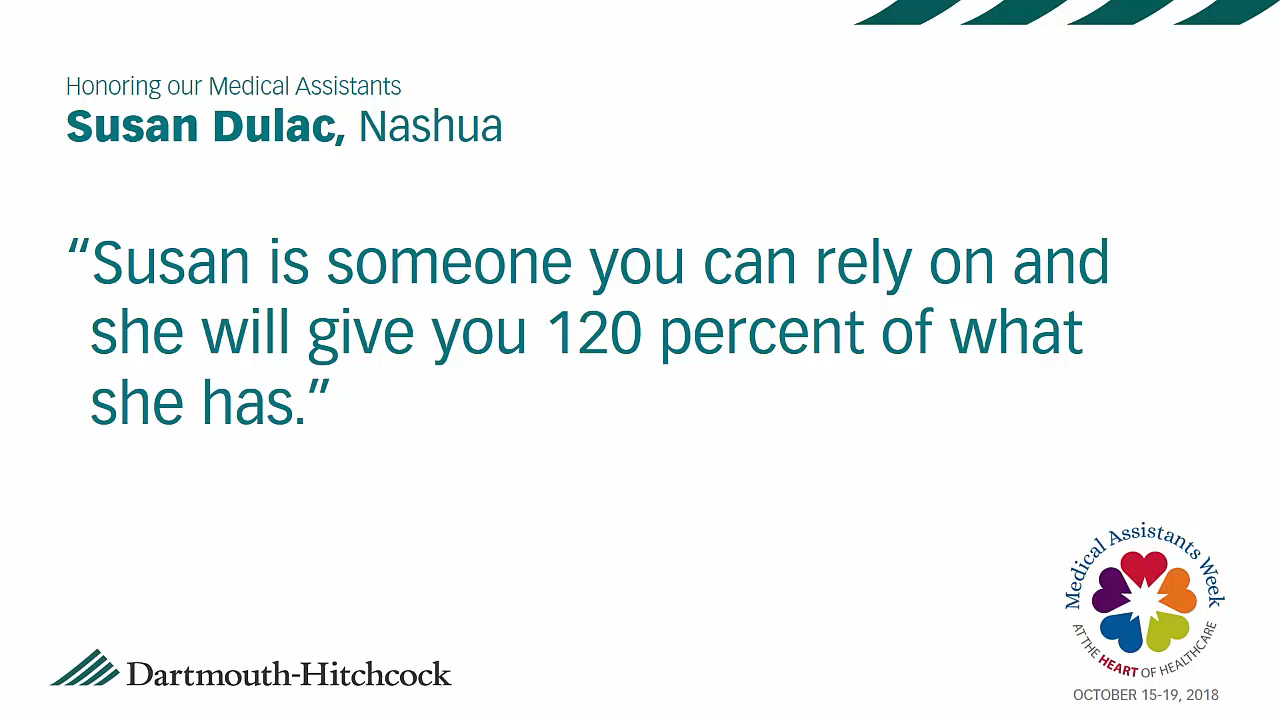 Honoring our Medical Assistants
Susan Dulac, Nashua
“Susan is someone you can rely on and
she will give you 120 percent of what
she has.”
Medical Assistants Week
AT THE HEART OF HEALTHCARE
OCTOBER 15-19, 2018
Dartmouth-Hitchcock